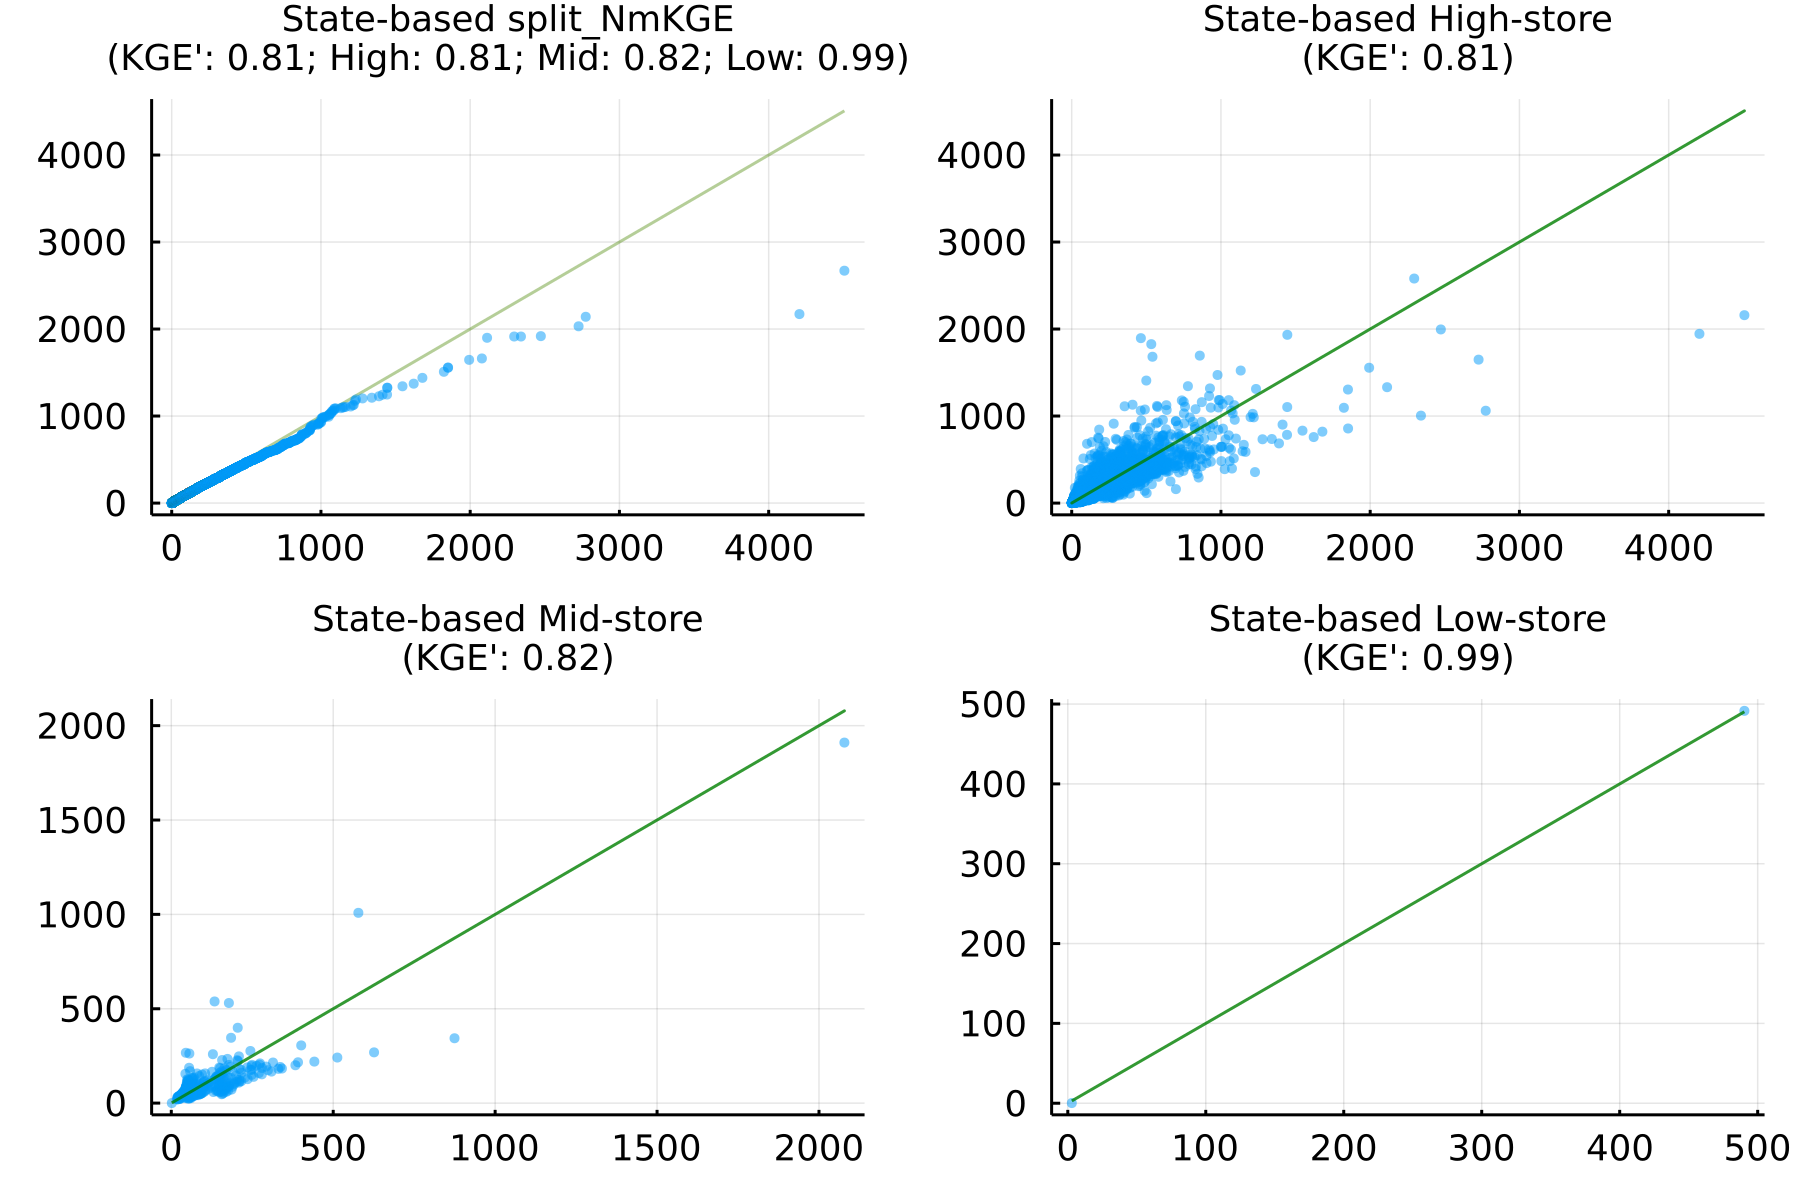 State-based split_NmKGE
(KGE': 0.81; High: 0.81; Mid: 0.82; Low: 0.99)
4000
3000
2000
1000
0
0 1000 2000 3000 4000
State-based High-store
(KGE': 0.81)
4000
3000
2000
1000
0
0 1000 2000 3000 4000
State-based Mid-store
(KGE': 0.82)
2000
1500
1000
500
0
0 500 1000 1500 2000
State-based Low-store
(KGE': 0.99)
500
400
300
200
100
0
0 100 200 300 400 500